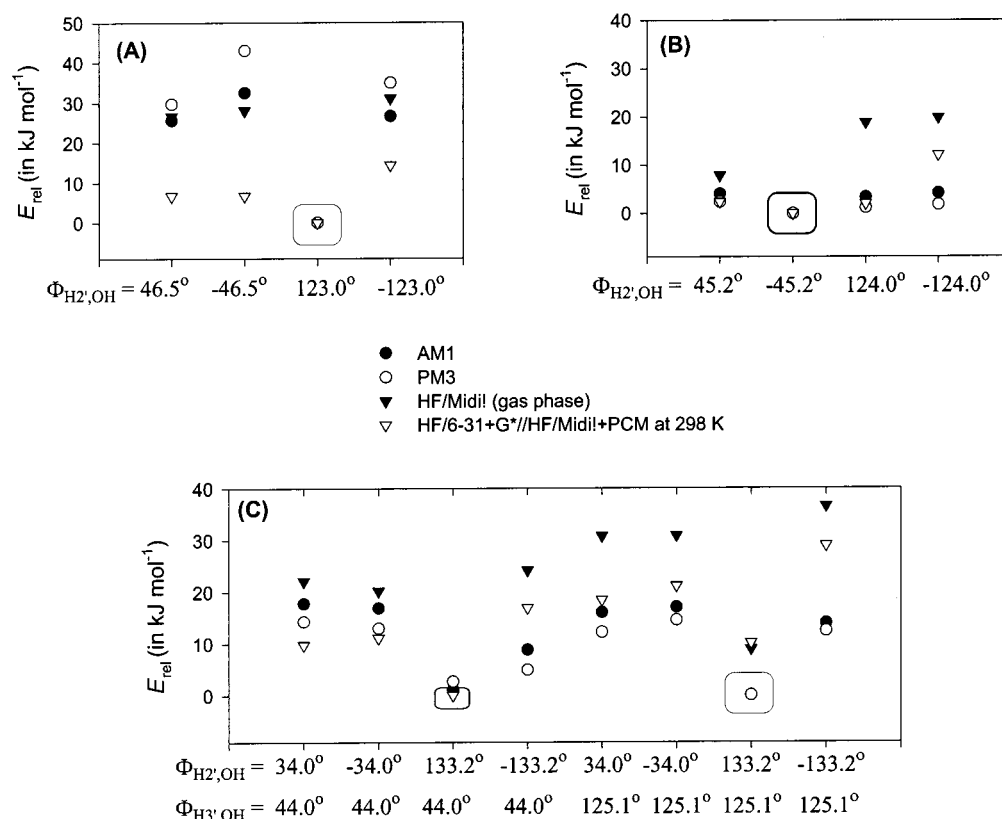 (A)
50
40
30
20
10
0
E_rel (in kJ mol⁻¹)
Φ_H2',OH = 46.5° -46.5° 123.0° -123.0°
(B)
40
30
20
10
0
E_rel (in kJ mol⁻¹)
Φ_H2',OH = 45.2° -45.2° 124.0° -124.0°
AM1
PM3
HF/Midi! (gas phase)
HF/6-31+G*//HF/Midi!+PCM at 298 K
(C)
40
30
20
10
0
E_rel (in kJ mol⁻¹)
Φ_H2',OH = 34.0° -34.0° 133.2° -133.2° 34.0° -34.0° 133.2° -133.2°
Φ_H3',OH = 44.0° 44.0° 44.0° 44.0° 125.1° 125.1° 125.1° 125.1°